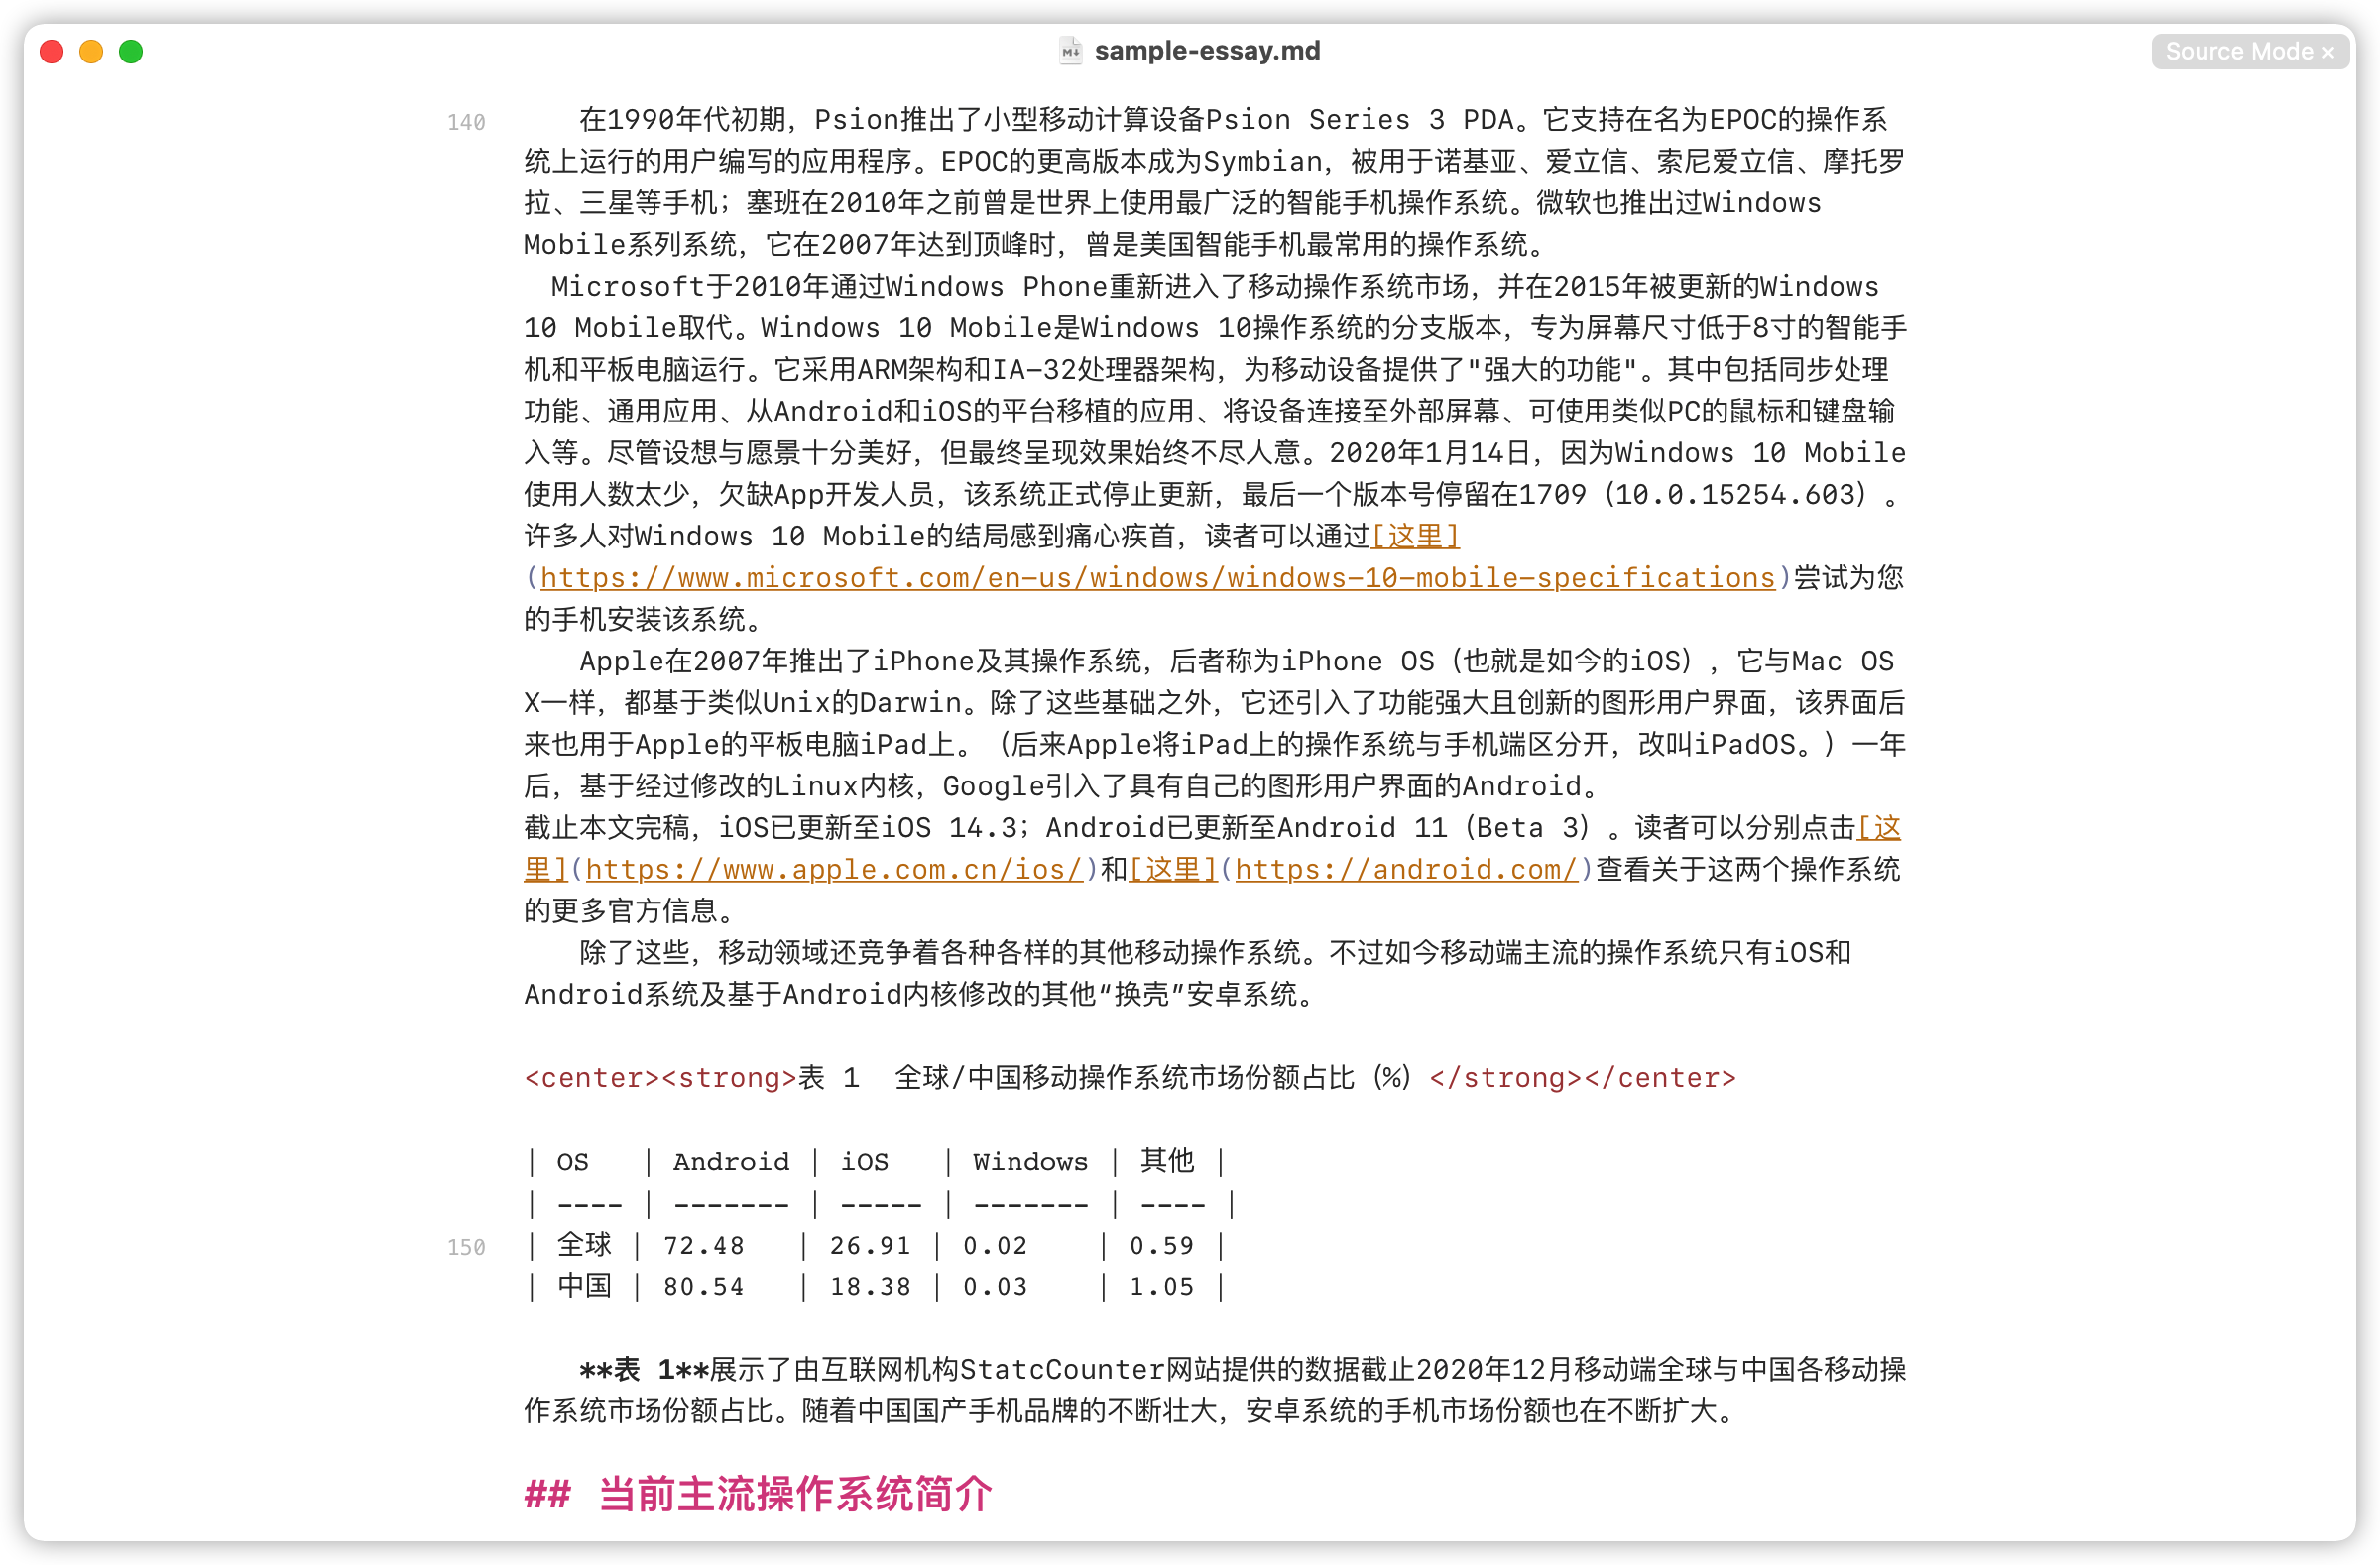 sample-essay.md
Source Mode ×
140
在1990年代初期，Psion推出了小型移动计算设备Psion Series 3 PDA。它支持在名为EPOC的操作系
统上运行的用户编写的应用程序。EPOC的更高版本成为Symbian，被用于诺基亚、爱立信、索尼爱立信、摩托罗
拉、三星等手机；塞班在2010年之前曾是世界上使用最广泛的智能手机操作系统。微软也推出过Windows
Mobile系列系统，它在2007年达到顶峰时，曾是美国智能手机最常用的操作系统。
Microsoft于2010年通过Windows Phone重新进入了移动操作系统市场，并在2015年被更新的Windows
10 Mobile取代。Windows 10 Mobile是Windows 10操作系统的分支版本，专为屏幕尺寸低于8寸的智能手
机和平板电脑运行。它采用ARM架构和IA-32处理器架构，为移动设备提供了"强大的功能"。其中包括同步处理
功能、通用应用、从Android和iOS的平台移植的应用、将设备连接至外部屏幕、可使用类似PC的鼠标和键盘输
入等。尽管设想与愿景十分美好，但最终呈现效果始终不尽人意。2020年1月14日，因为Windows 10 Mobile
使用人数太少，欠缺App开发人员，该系统正式停止更新，最后一个版本号停留在1709（10.0.15254.603）。
许多人对Windows 10 Mobile的结局感到痛心疾首，读者可以通过[这里]
(https://www.microsoft.com/en-us/windows/windows-10-mobile-specifications)尝试为您
的手机安装该系统。
Apple在2007年推出了iPhone及其操作系统，后者称为iPhone OS（也就是如今的iOS），它与Mac OS
X一样，都基于类似Unix的Darwin。除了这些基础之外，它还引入了功能强大且创新的图形用户界面，该界面后
来也用于Apple的平板电脑iPad上。（后来Apple将iPad上的操作系统与手机端区分开，改叫iPadOS。）一年
后，基于经过修改的Linux内核，Google引入了具有自己的图形用户界面的Android。
截止本文完稿，iOS已更新至iOS 14.3；Android已更新至Android 11（Beta 3）。读者可以分别点击[这
里](https://www.apple.com.cn/ios/)和[这里](https://android.com/)查看关于这两个操作系统
的更多官方信息。
除了这些，移动领域还竞争着各种各样的其他移动操作系统。不过如今移动端主流的操作系统只有iOS和
Android系统及基于Android内核修改的其他“换壳”安卓系统。
<center><strong>表 1  全球/中国移动操作系统市场份额占比（%）</strong></center>
| OS   | Android | iOS   | Windows | 其他 |
| ---- | ------- | ----- | ------- | ---- |
150
| 全球 | 72.48   | 26.91 | 0.02    | 0.59 |
| 中国 | 80.54   | 18.38 | 0.03    | 1.05 |
**表 1**展示了由互联网机构StatcCounter网站提供的数据截止2020年12月移动端全球与中国各移动操
作系统市场份额占比。随着中国国产手机品牌的不断壮大，安卓系统的手机市场份额也在不断扩大。
## 当前主流操作系统简介